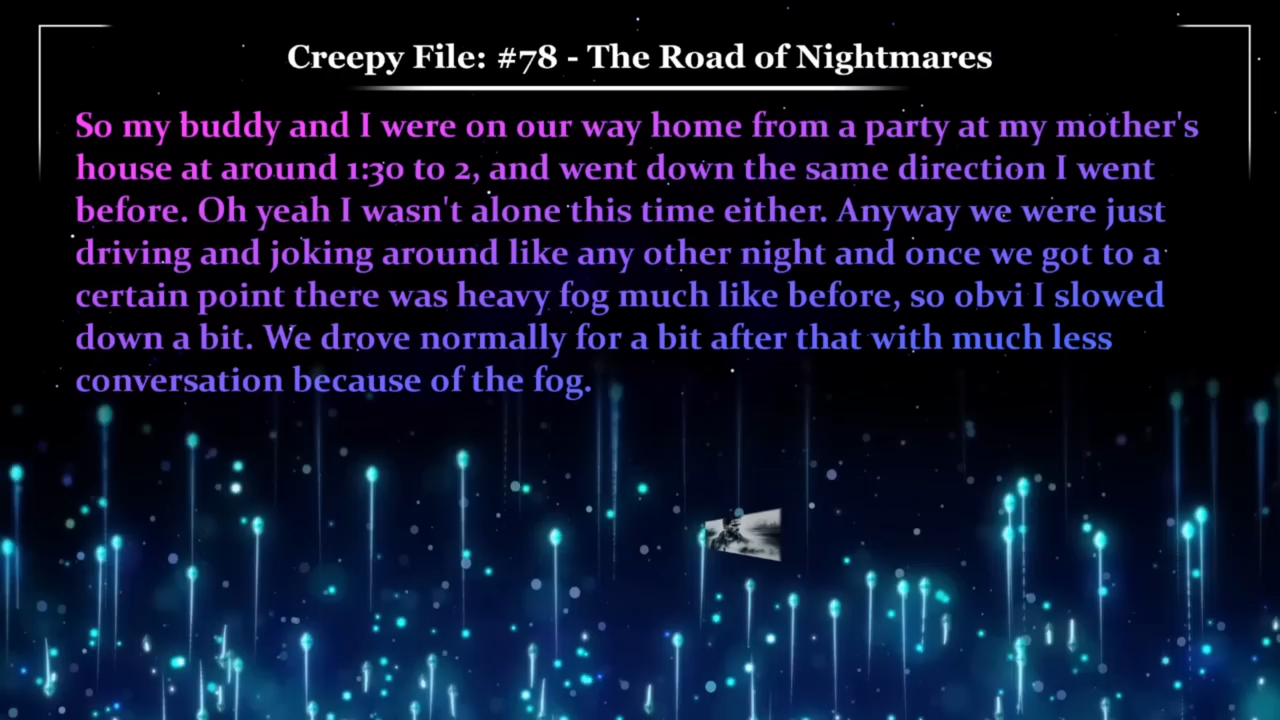 Creepy File: #78 - The Road of Nightmares
So my buddy and I were on our way home from a party at my mother's
house at around 1:30 to 2, and went down the same direction I went
before. Oh yeah I wasn't alone this time either. Anyway we were just
driving and joking around like any other night and once we got to a
certain point there was heavy fog much like before, so obvi I slowed
down a bit. We drove normally for a bit after that with much less
conversation because of the fog.